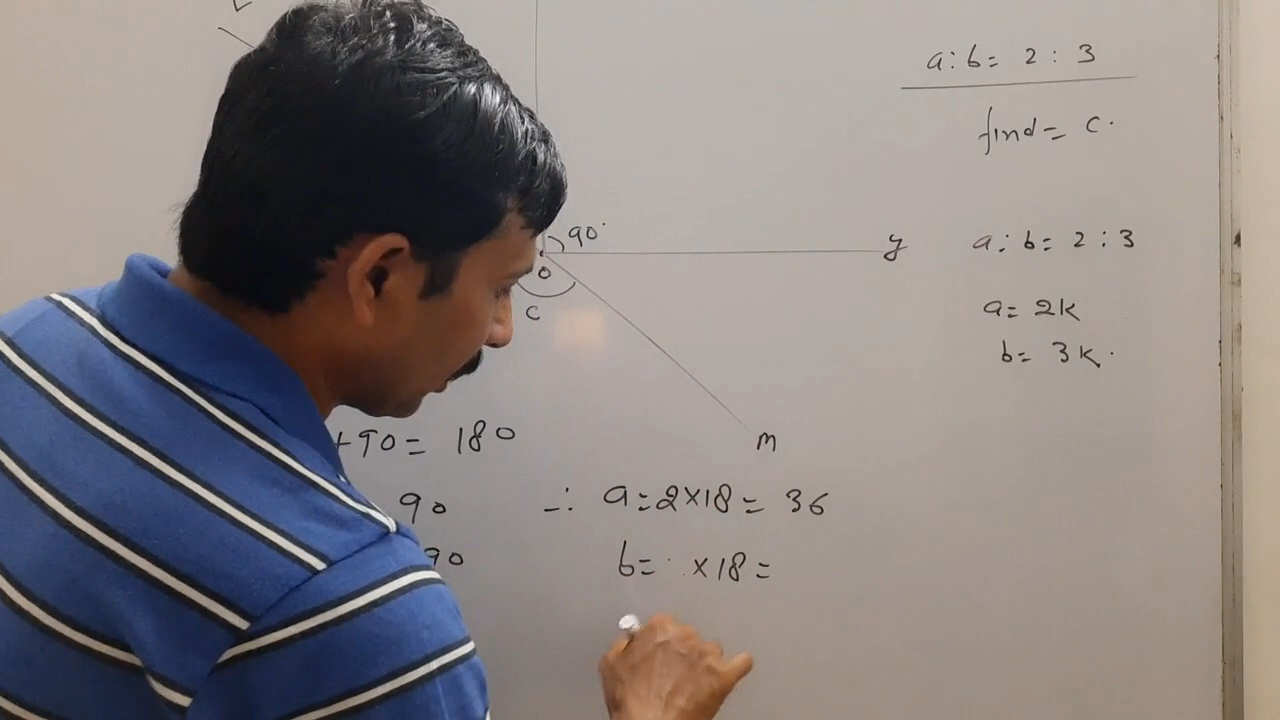 L
a:b= 2 : 3
find= c.
90°
y
a: b= 2 : 3
o
c
a= 2k
b= 3k.
+90= 180
m
90
∴ a=2×18= 36
90
b= ×18=